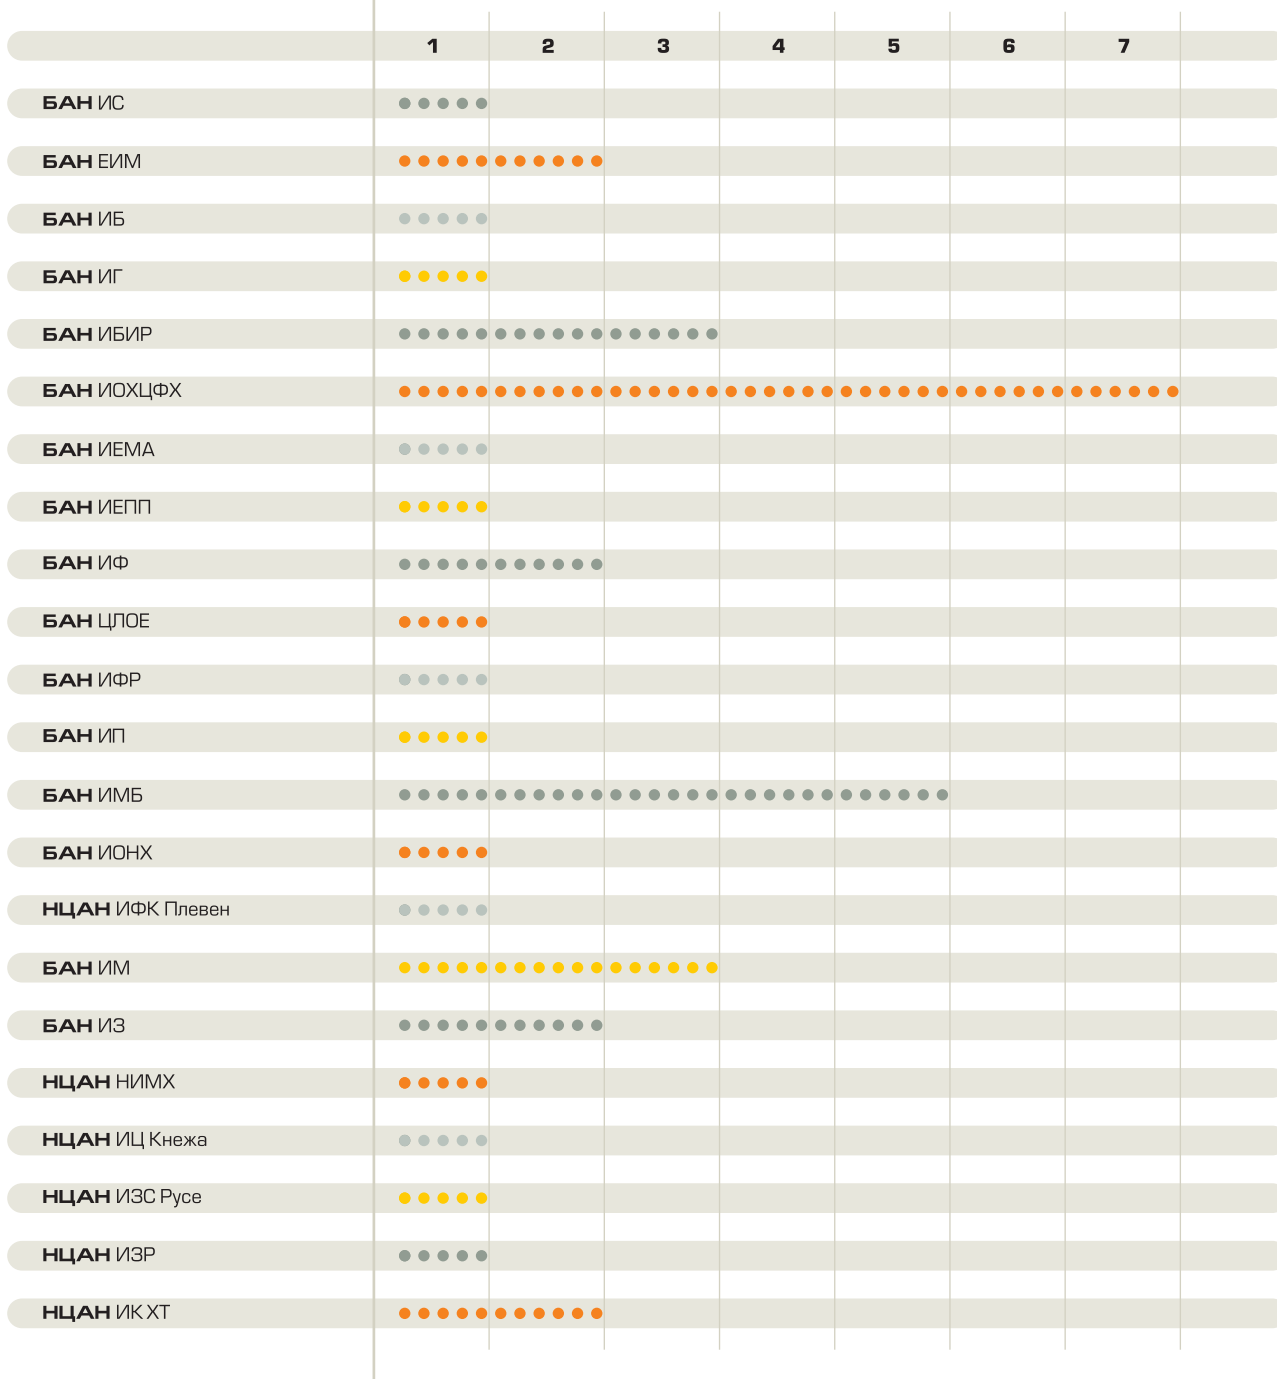 1 2 3 4 5 6 7
БАН ИС
БАН ЕИМ
БАН ИБ
БАН ИГ
БАН ИБИР
БАН ИОХЦФХ
БАН ИЕМА
БАН ИЕПП
БАН ИФ
БАН ЦЛОЕ
БАН ИФР
БАН ИП
БАН ИМБ
БАН ИОНХ
НЦАН ИФК Плевен
БАН ИМ
БАН ИЗ
НЦАН НИМХ
НЦАН ИЦ Кнежа
НЦАН ИЗС Русе
НЦАН ИЗР
НЦАН ИК ХТ